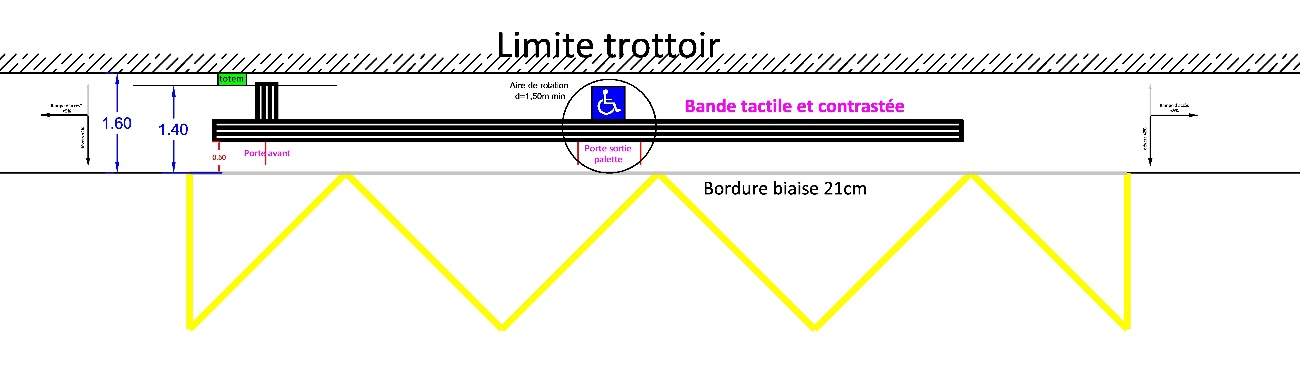 Limite trottoir
totem
Aire de rotation
d=1,50m min
Bande tactile et contrastée
1.60
1.40
0.50
Porte avant
Porte sortie
palette
Bordure biaise 21cm